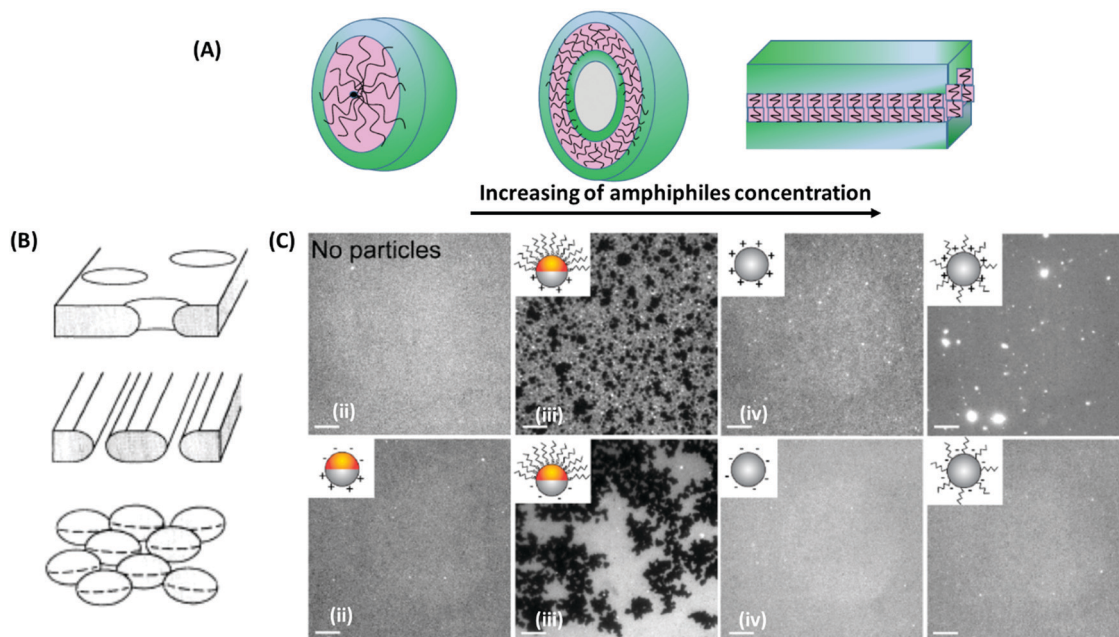 (A)
Increasing of amphiphiles concentration
(B)
(C)
No particles
(ii)
(iii)
(iv)
(ii)
(iii)
(iv)